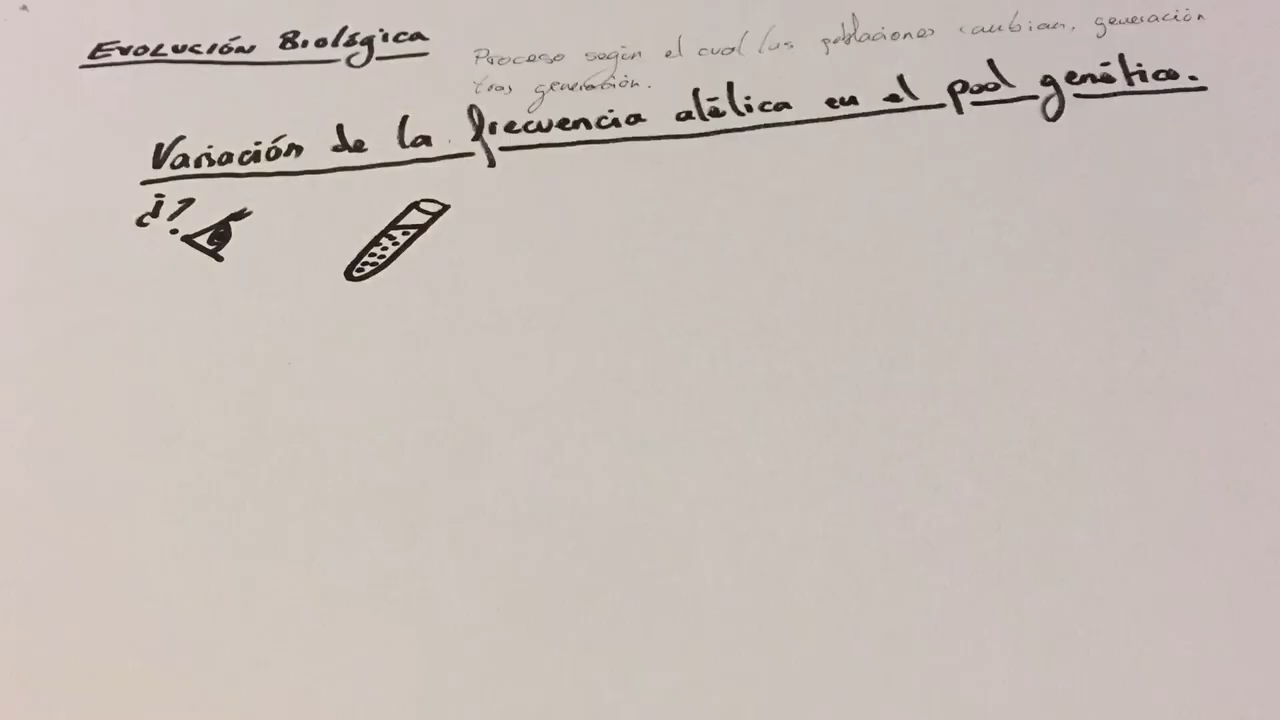 Evolución Biológica
Proceso según el cual las poblaciones cambian, generación
tras generación.
Variación de la frecuencia alélica en el pool genético.
¿?